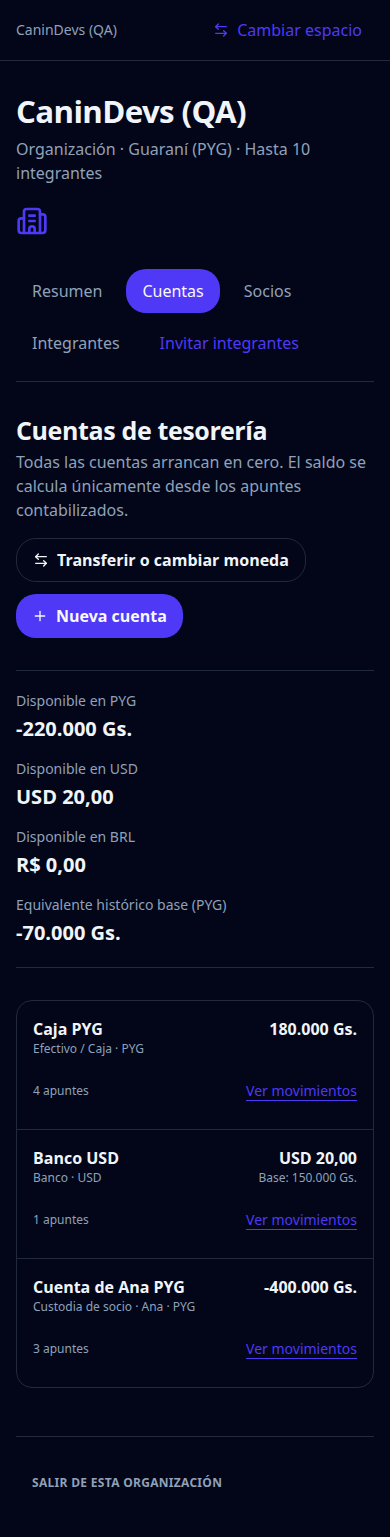 CaninDevs (QA)
Cambiar espacio
CaninDevs (QA)
Organización · Guaraní (PYG) · Hasta 10
integrantes
Resumen
Cuentas
Socios
Integrantes
Invitar integrantes
Cuentas de tesorería
Todas las cuentas arrancan en cero. El saldo se
calcula únicamente desde los apuntes
contabilizados.
Transferir o cambiar moneda
+ Nueva cuenta
Disponible en PYG
-220.000 Gs.
Disponible en USD
USD 20,00
Disponible en BRL
R$ 0,00
Equivalente histórico base (PYG)
-70.000 Gs.
Caja PYG
180.000 Gs.
Efectivo / Caja · PYG
4 apuntes
Ver movimientos
Banco USD
USD 20,00
Banco · USD
Base: 150.000 Gs.
1 apuntes
Ver movimientos
Cuenta de Ana PYG
-400.000 Gs.
Custodia de socio · Ana · PYG
3 apuntes
Ver movimientos
SALIR DE ESTA ORGANIZACIÓN